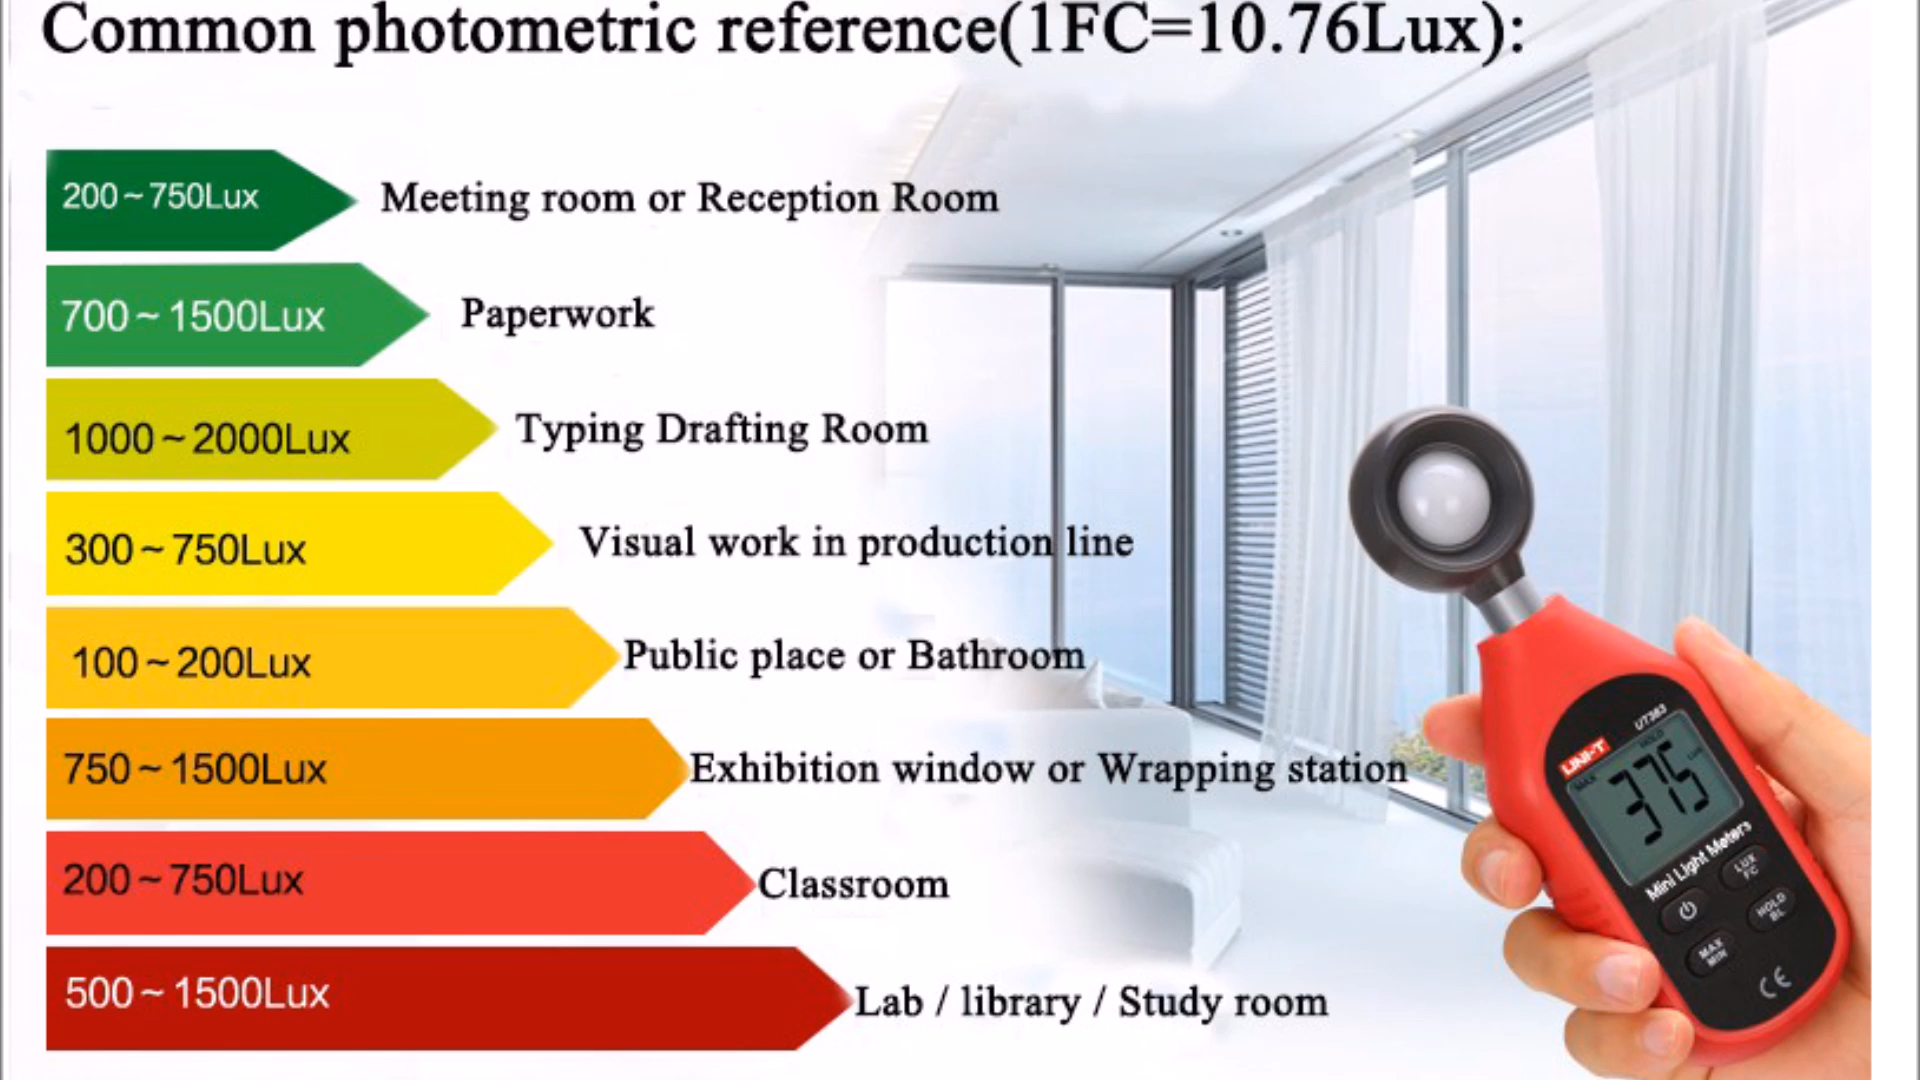 Common photometric reference(1FC=10.76Lux):
200~750Lux Meeting room or Reception Room
700~1500Lux Paperwork
1000~2000Lux Typing Drafting Room
300~750Lux Visual work in production line
100~200Lux Public place or Bathroom
750~1500Lux Exhibition window or Wrapping station
200~750Lux Classroom
500~1500Lux Lab / library / Study room
UNI-T UT383
MAX HOLD Lux
375
Mini Light Meters
LUX
FC
HOLD
BL
MAX
MIN
CE